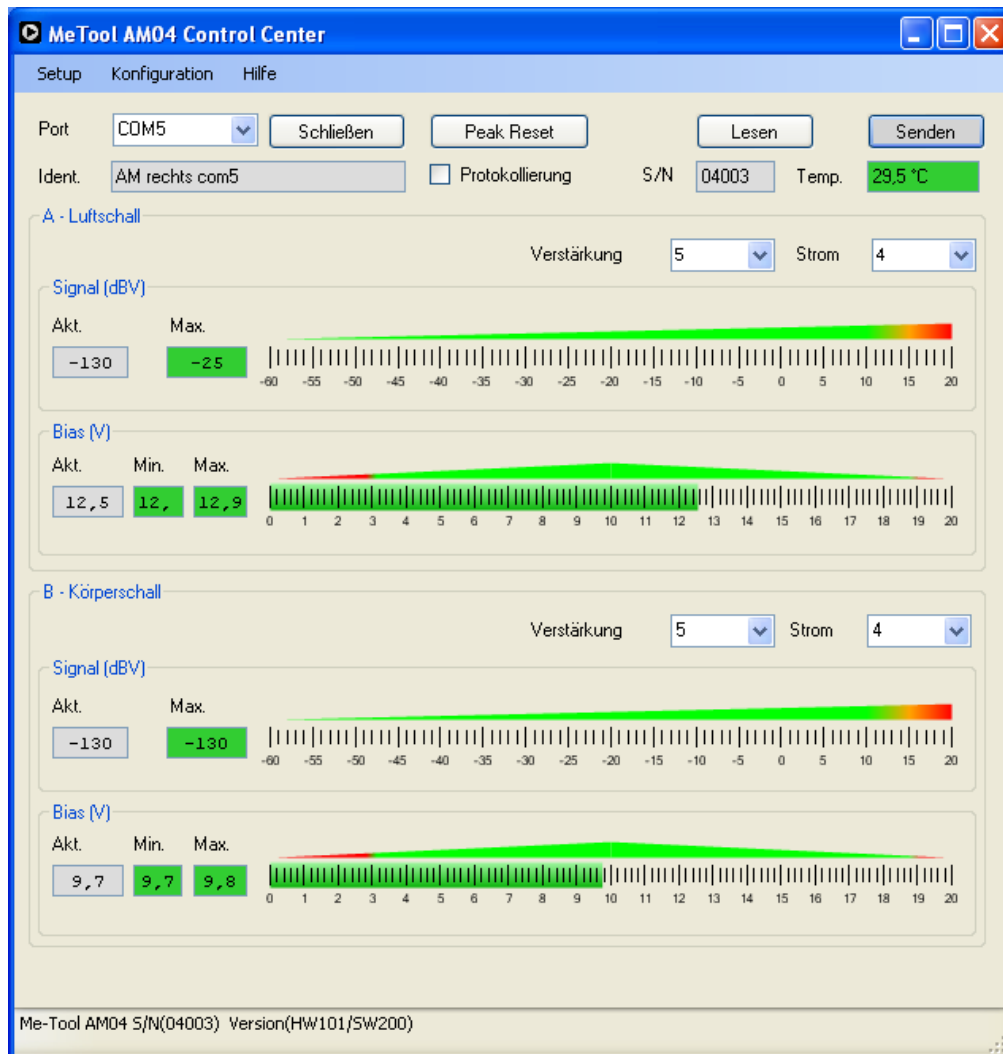 MeTool AM04 Control Center
Setup Konfiguration Hilfe
Port COM5 Schließen Peak Reset Lesen Senden
Ident. AM rechts com5 Protokollierung S/N 04003 Temp. 29,5 °C
A - Luftschall
Verstärkung 5 Strom 4
Signal (dBV)
Akt. Max.
-130 -25
-60 -55 -50 -45 -40 -35 -30 -25 -20 -15 -10 -5 0 5 10 15 20
Bias (V)
Akt. Min. Max.
12,5 12, 12,9
0 1 2 3 4 5 6 7 8 9 10 11 12 13 14 15 16 17 18 19 20
B - Körperschall
Verstärkung 5 Strom 4
Signal (dBV)
Akt. Max.
-130 -130
-60 -55 -50 -45 -40 -35 -30 -25 -20 -15 -10 -5 0 5 10 15 20
Bias (V)
Akt. Min. Max.
9,7 9,7 9,8
0 1 2 3 4 5 6 7 8 9 10 11 12 13 14 15 16 17 18 19 20
Me-Tool AM04 S/N(04003) Version(HW101/SW200)